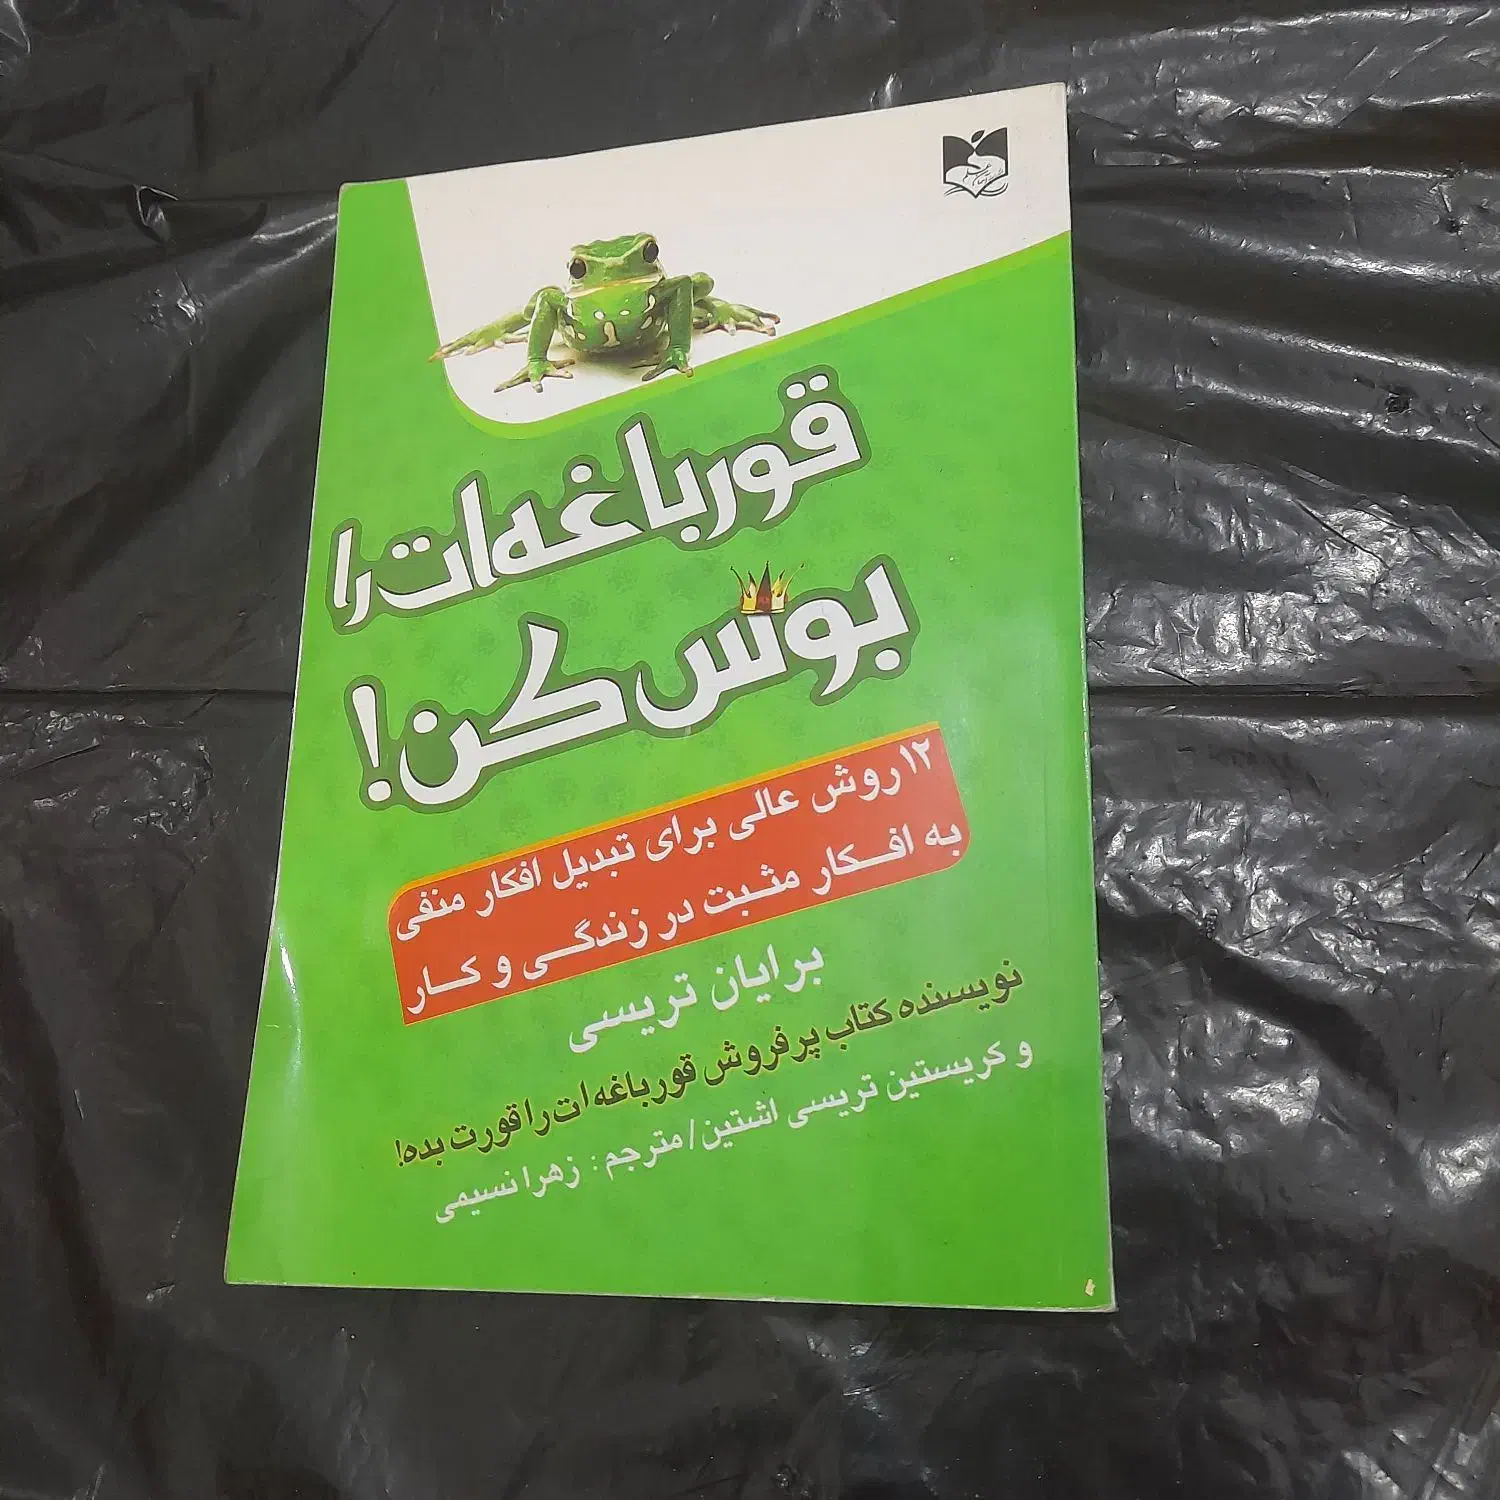 قورباغه‌ات را
بوس کن!
۱۲ روش عالی برای تبدیل افکار منفی
به افکار مثبت در زندگی و کار
برایان تریسی
نویسنده کتاب پرفروش قورباغه‌ات را قورت بده!
و کریستین تریسی اشتین/مترجم: زهرا نسیمی